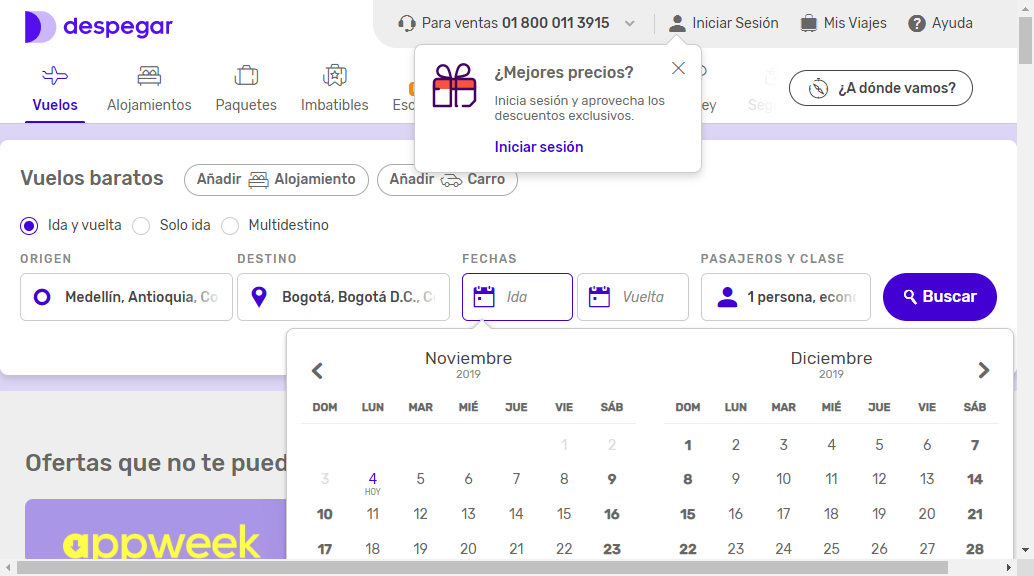 despegar
Para ventas 01 800 011 3915
Iniciar Sesión
Mis Viajes
Ayuda
Vuelos
Alojamientos
Paquetes
Imbatibles
¿A dónde vamos?
¿Mejores precios?
Inicia sesión y aprovecha los
descuentos exclusivos.
Iniciar sesión
Vuelos baratos
Añadir Alojamiento
Añadir Carro
Ida y vuelta
Solo ida
Multidestino
ORIGEN
DESTINO
FECHAS
PASAJEROS Y CLASE
Medellín, Antioquia, Co
Bogotá, Bogotá D.C., C
Ida
Vuelta
1 persona, econ
Buscar
Noviembre
2019
DOM LUN MAR MIÉ JUE VIE SÁB
1 2
3 4 5 6 7 8 9
HOY
10 11 12 13 14 15 16
17 18 19 20 21 22 23
Diciembre
2019
DOM LUN MAR MIÉ JUE VIE SÁB
1 2 3 4 5 6 7
8 9 10 11 12 13 14
15 16 17 18 19 20 21
22 23 24 25 26 27 28
Ofertas que no te pued
appweek